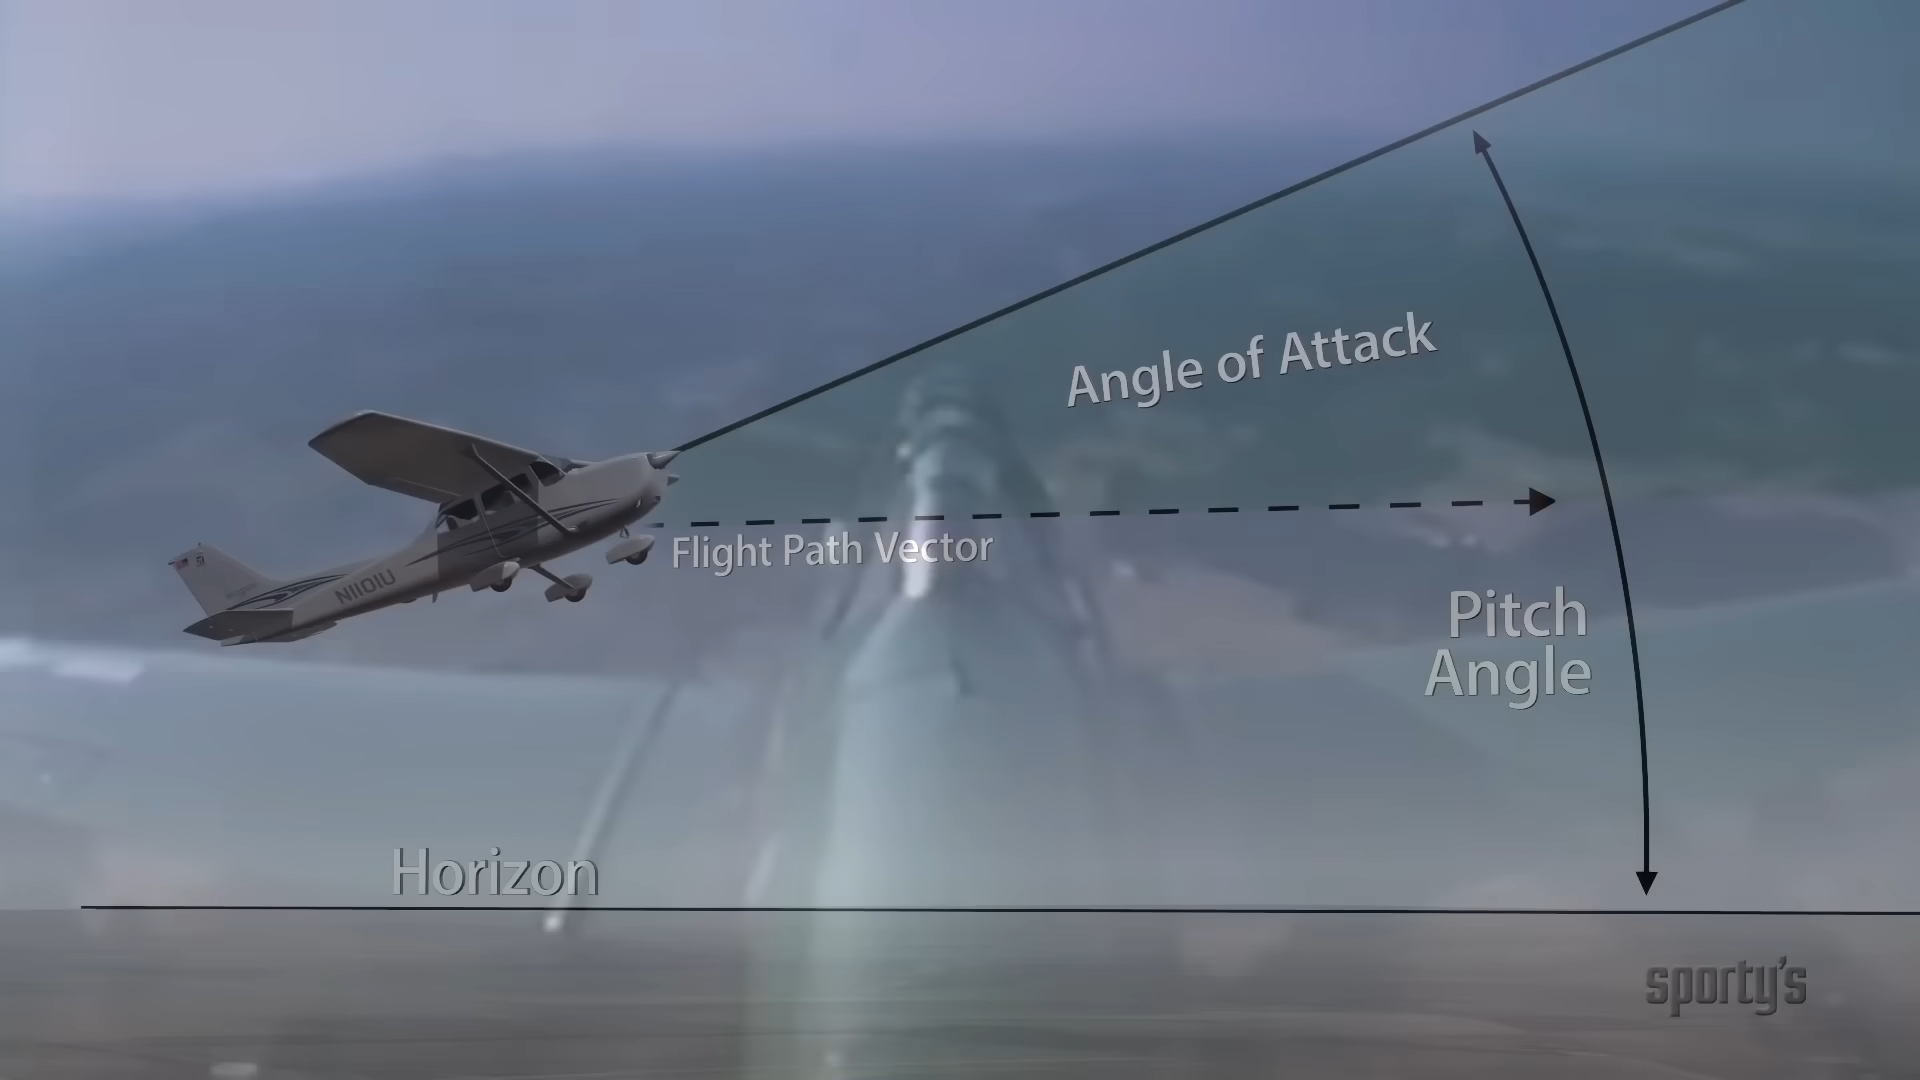 Angle of Attack
Flight Path Vector
Pitch
Angle
N1101U
Horizon
sporty's